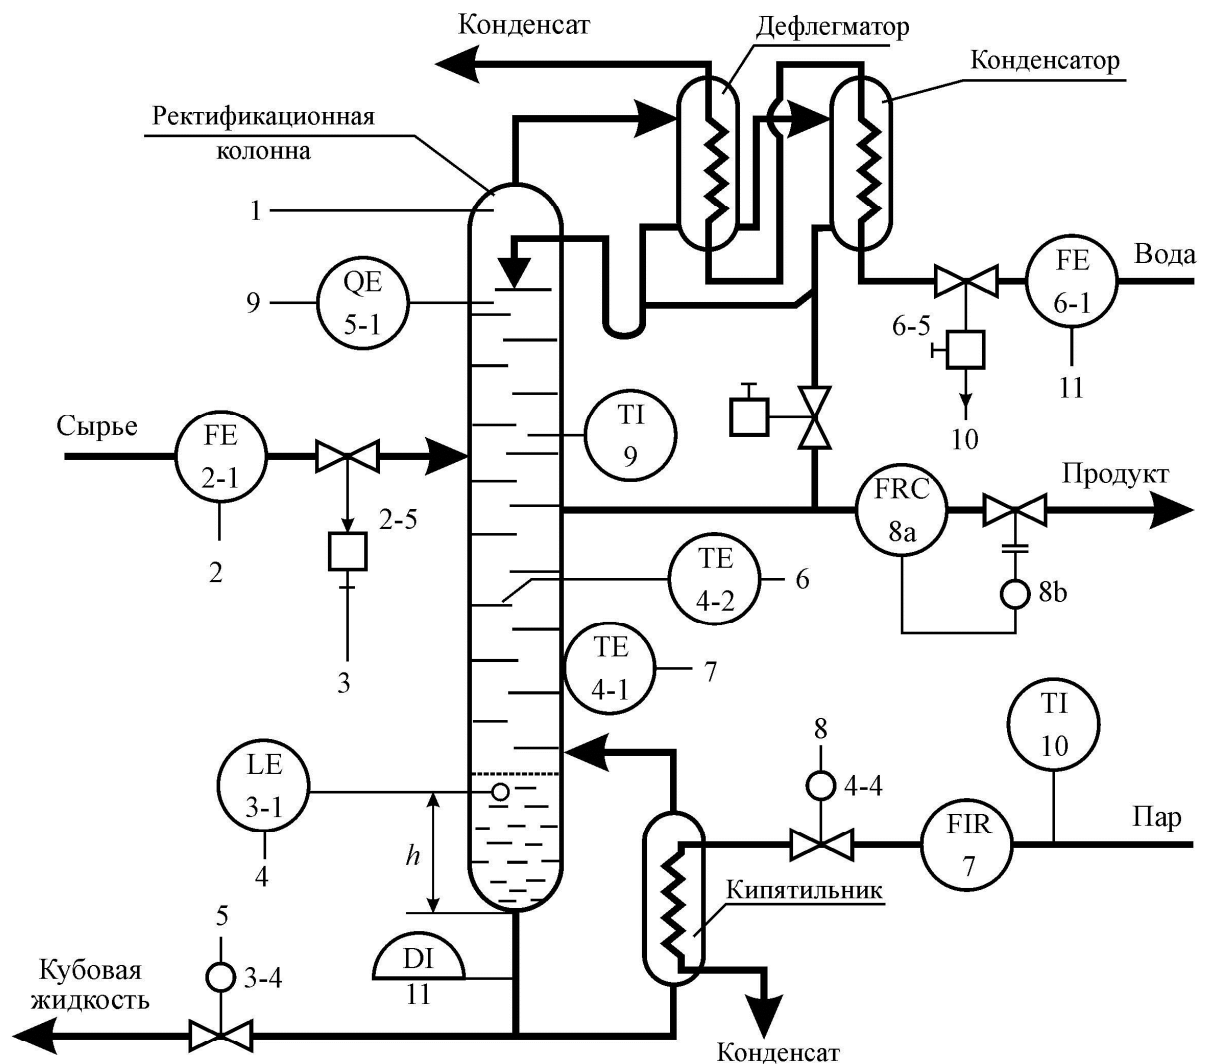 Конденсат
Дефлегматор
Конденсатор
Ректификационная
колонна
1
9
QE
5-1
Вода
FE
6-1
6-5
11
10
Сырье
FE
2-1
2-5
2
3
TI
9
Продукт
FRC
8a
8b
TE
4-2
6
TE
4-1
7
TI
10
LE
3-1
4
h
8
4-4
FIR
7
Пар
Кипятильник
5
3-4
DI
11
Кубовая
жидкость
Конденсат